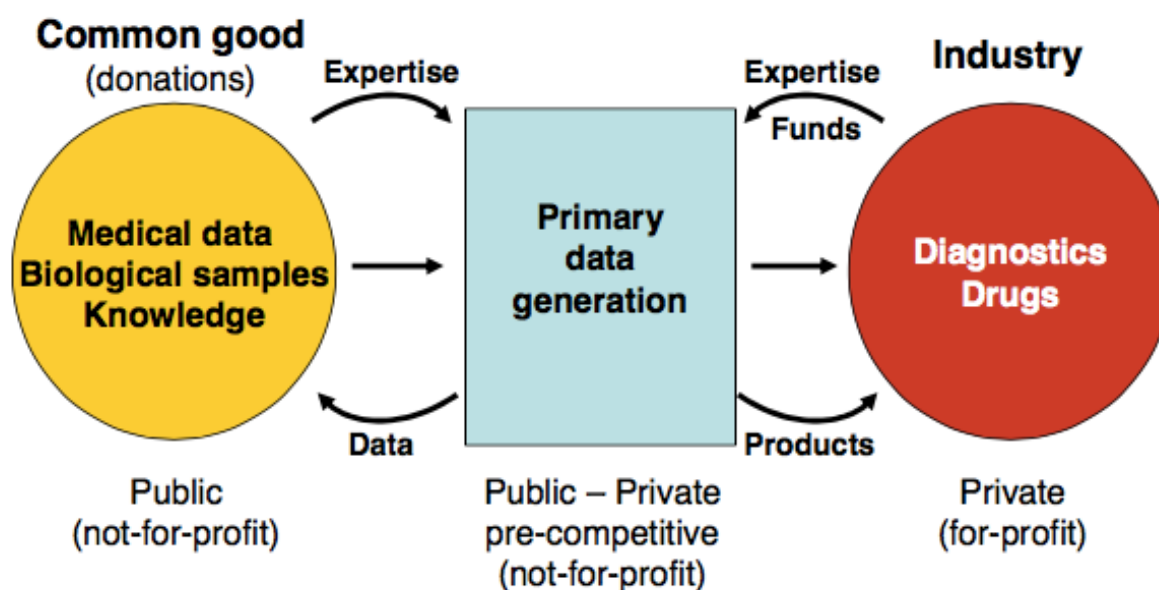 Common good
(donations)
Expertise
Expertise
Funds
Industry
Medical data
Biological samples
Knowledge
Primary
data
generation
Diagnostics
Drugs
Data
Products
Public
(not-for-profit)
Public – Private
pre-competitive
(not-for-profit)
Private
(for-profit)